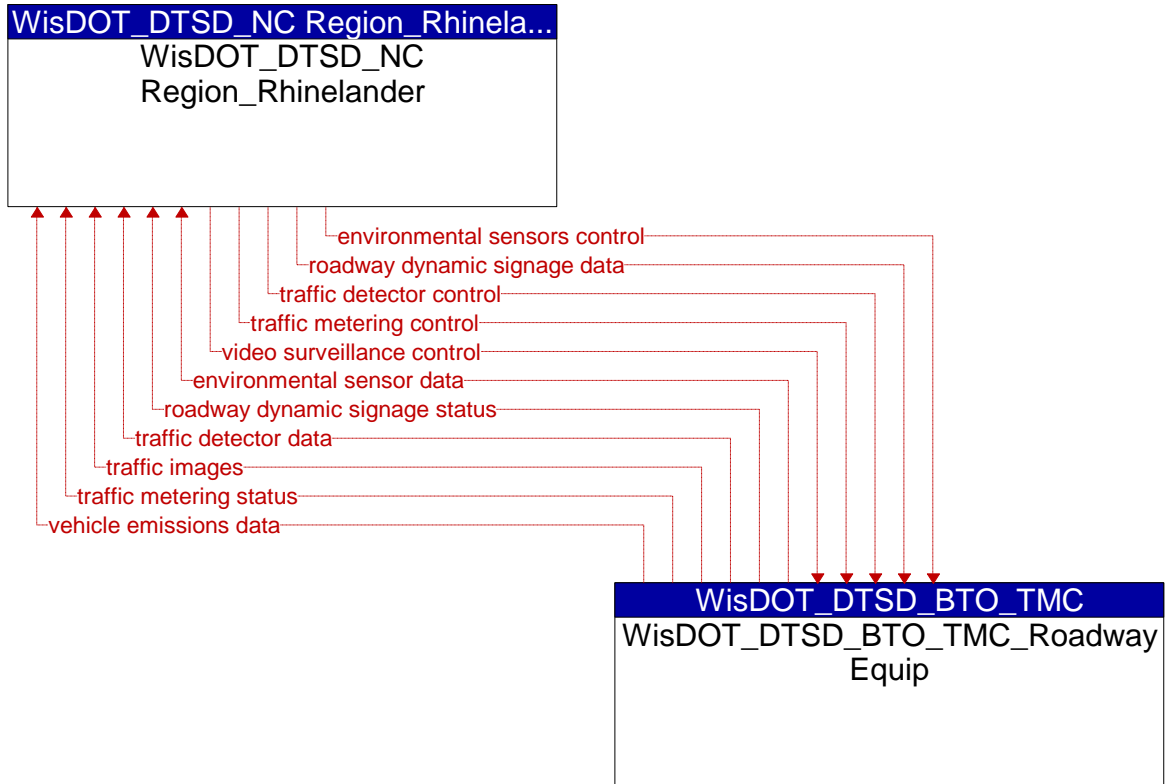 WisDOT_DTSD_NC Region_Rhinela...
WisDOT_DTSD_NC
Region_Rhinelander
environmental sensors control
roadway dynamic signage data
traffic detector control
traffic metering control
video surveillance control
environmental sensor data
roadway dynamic signage status
traffic detector data
traffic images
traffic metering status
vehicle emissions data
WisDOT_DTSD_BTO_TMC
WisDOT_DTSD_BTO_TMC_Roadway
Equip